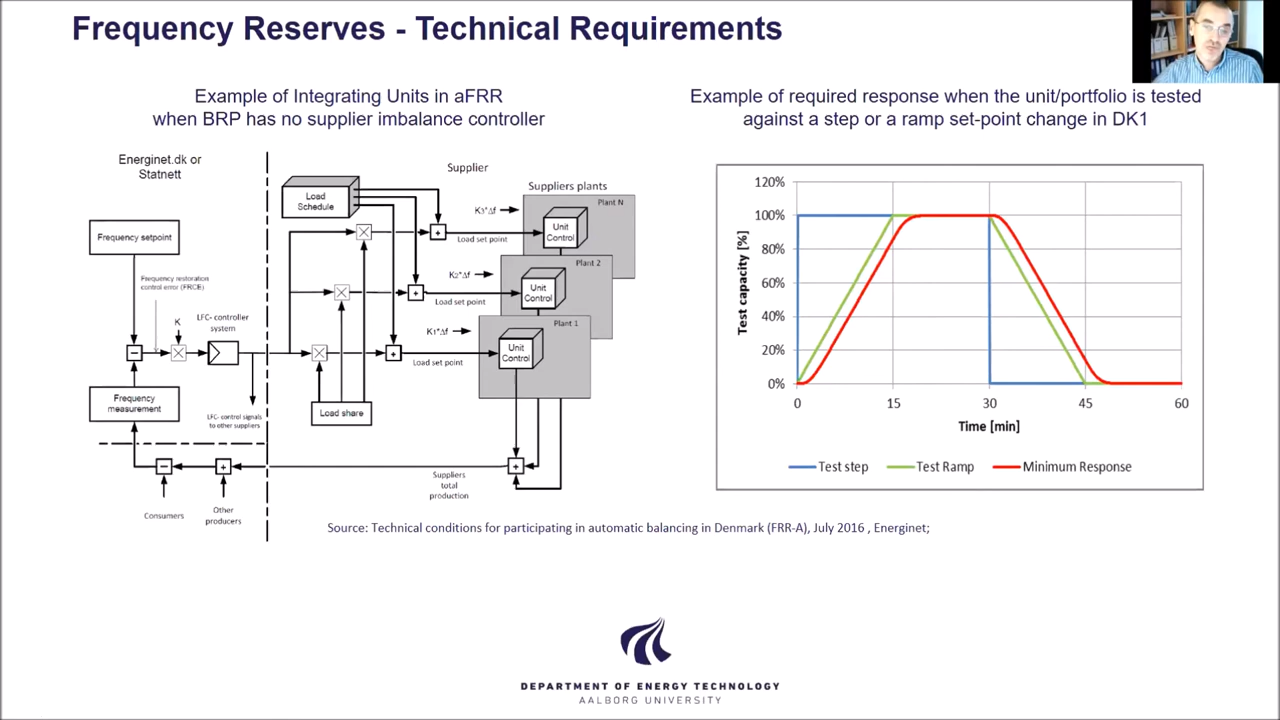 Frequency Reserves - Technical Requirements
Example of Integrating Units in aFRR
when BRP has no supplier imbalance controller
Energinet.dk or
Statnett
Supplier
Suppliers plants
Load
Schedule
Plant N
K₃*Δf
Unit
Control
Load set point
Frequency setpoint
Frequency restoration
control error (FRCE)
Plant 2
K₂*Δf
Unit
Control
Load set point
K
LFC- controller
system
Plant 1
K₁*Δf
Unit
Control
Load set point
Frequency
measurement
LFC- control signals
to other suppliers
Load share
Suppliers
total
production
Consumers
Other
producers
Example of required response when the unit/portfolio is tested
against a step or a ramp set-point change in DK1
120%
100%
80%
60%
40%
20%
0%
Test capacity [%]
0 15 30 45 60
Time [min]
Test step Test Ramp Minimum Response
Source: Technical conditions for participating in automatic balancing in Denmark (FRR-A), July 2016 , Energinet;
DEPARTMENT OF ENERGY TECHNOLOGY
AALBORG UNIVERSITY